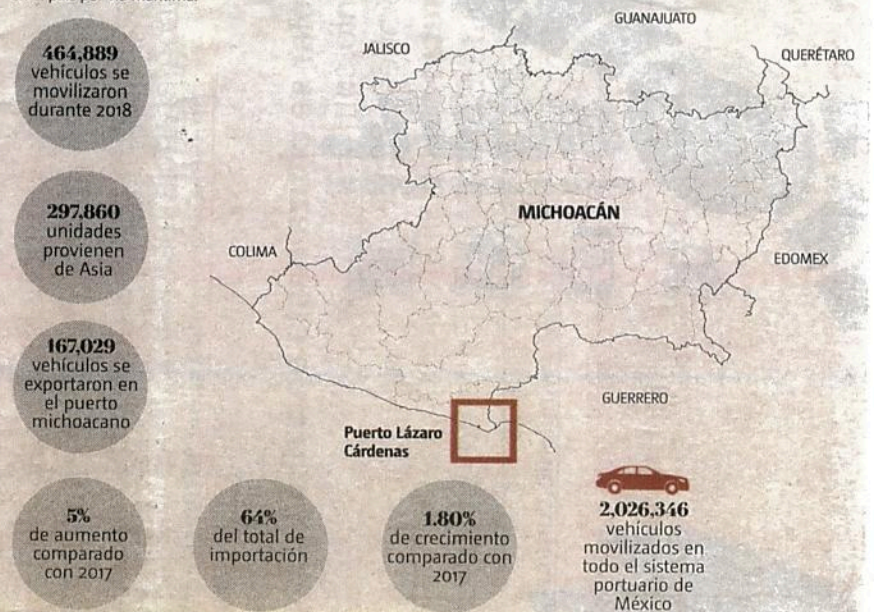 464,889
vehículos se
movilizaron
durante 2018
297,860
unidades
provienen
de Asia
167,029
vehículos se
exportaron en
el puerto
michoacano
5%
de aumento
comparado
con 2017
64%
del total de
importación
1.80%
de crecimiento
comparado con
2017
2,026,346
vehículos
movilizados en
todo el sistema
portuario de
México
GUANAJUATO
JALISCO
QUERÉTARO
MICHOACÁN
COLIMA
EDOMEX
GUERRERO
Puerto Lázaro
Cárdenas